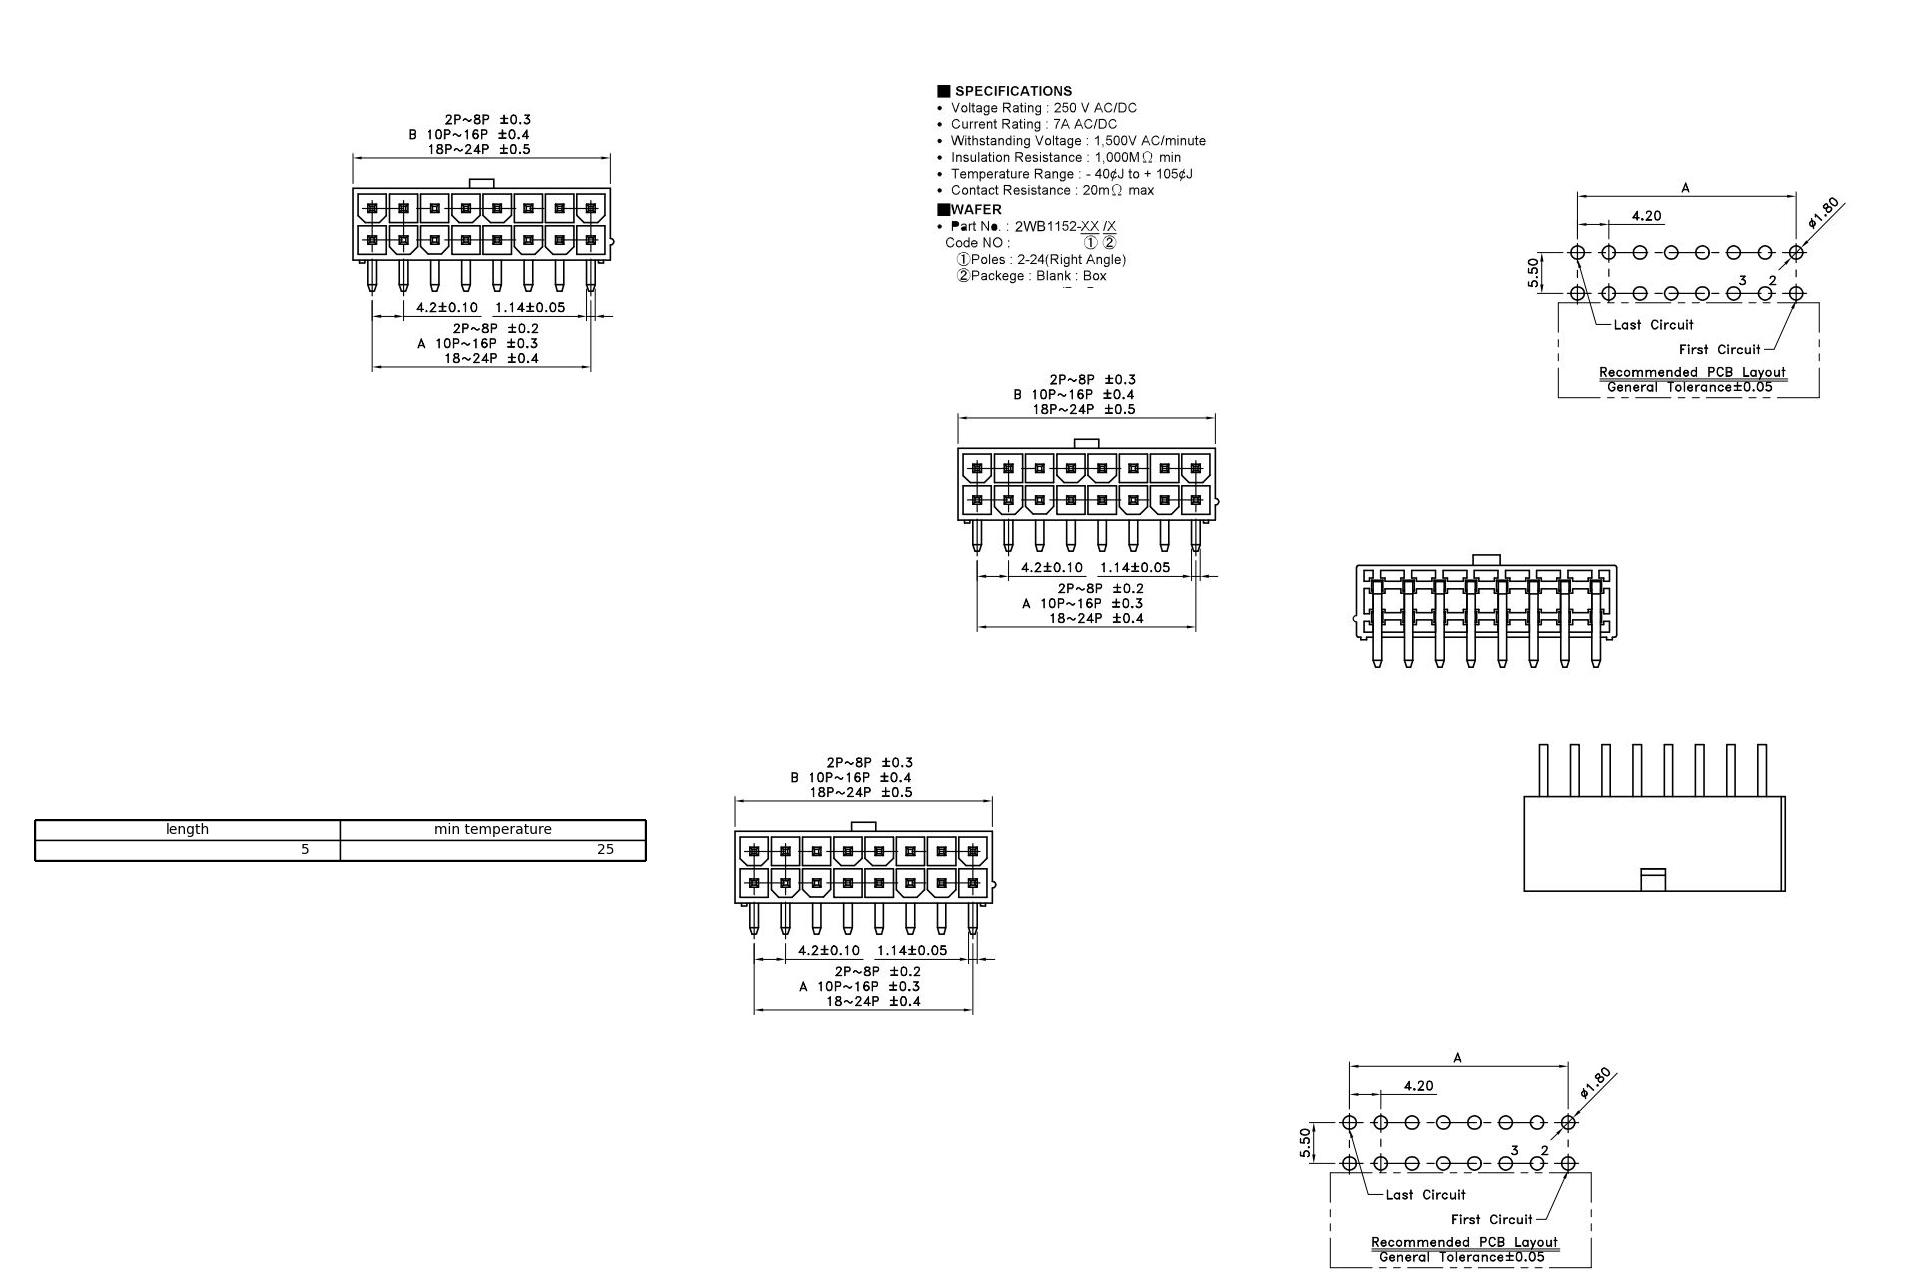 2P~8P ±0.3
B 10P~16P ±0.4
18P~24P ±0.5
4.2±0.10 1.14±0.05
2P~8P ±0.2
A 10P~16P ±0.3
18~24P ±0.4
■ SPECIFICATIONS
• Voltage Rating : 250 V AC/DC
• Current Rating : 7A AC/DC
• Withstanding Voltage : 1,500V AC/minute
• Insulation Resistance : 1,000MΩ min
• Temperature Range : - 40¢J to + 105¢J
• Contact Resistance : 20mΩ max
■WAFER
• Part No. : 2WB1152-XX /X
Code NO : ① ②
①Poles : 2-24(Right Angle)
②Packege : Blank : Box
A
4.20
ø1.80
5.50
3 2
Last Circuit
First Circuit
Recommended PCB Layout
General Tolerance±0.05
2P~8P ±0.3
B 10P~16P ±0.4
18P~24P ±0.5
4.2±0.10 1.14±0.05
2P~8P ±0.2
A 10P~16P ±0.3
18~24P ±0.4
length min temperature
5 25
2P~8P ±0.3
B 10P~16P ±0.4
18P~24P ±0.5
4.2±0.10 1.14±0.05
2P~8P ±0.2
A 10P~16P ±0.3
18~24P ±0.4
A
4.20
ø1.80
5.50
3 2
Last Circuit
First Circuit
Recommended PCB Layout
General Tolerance±0.05